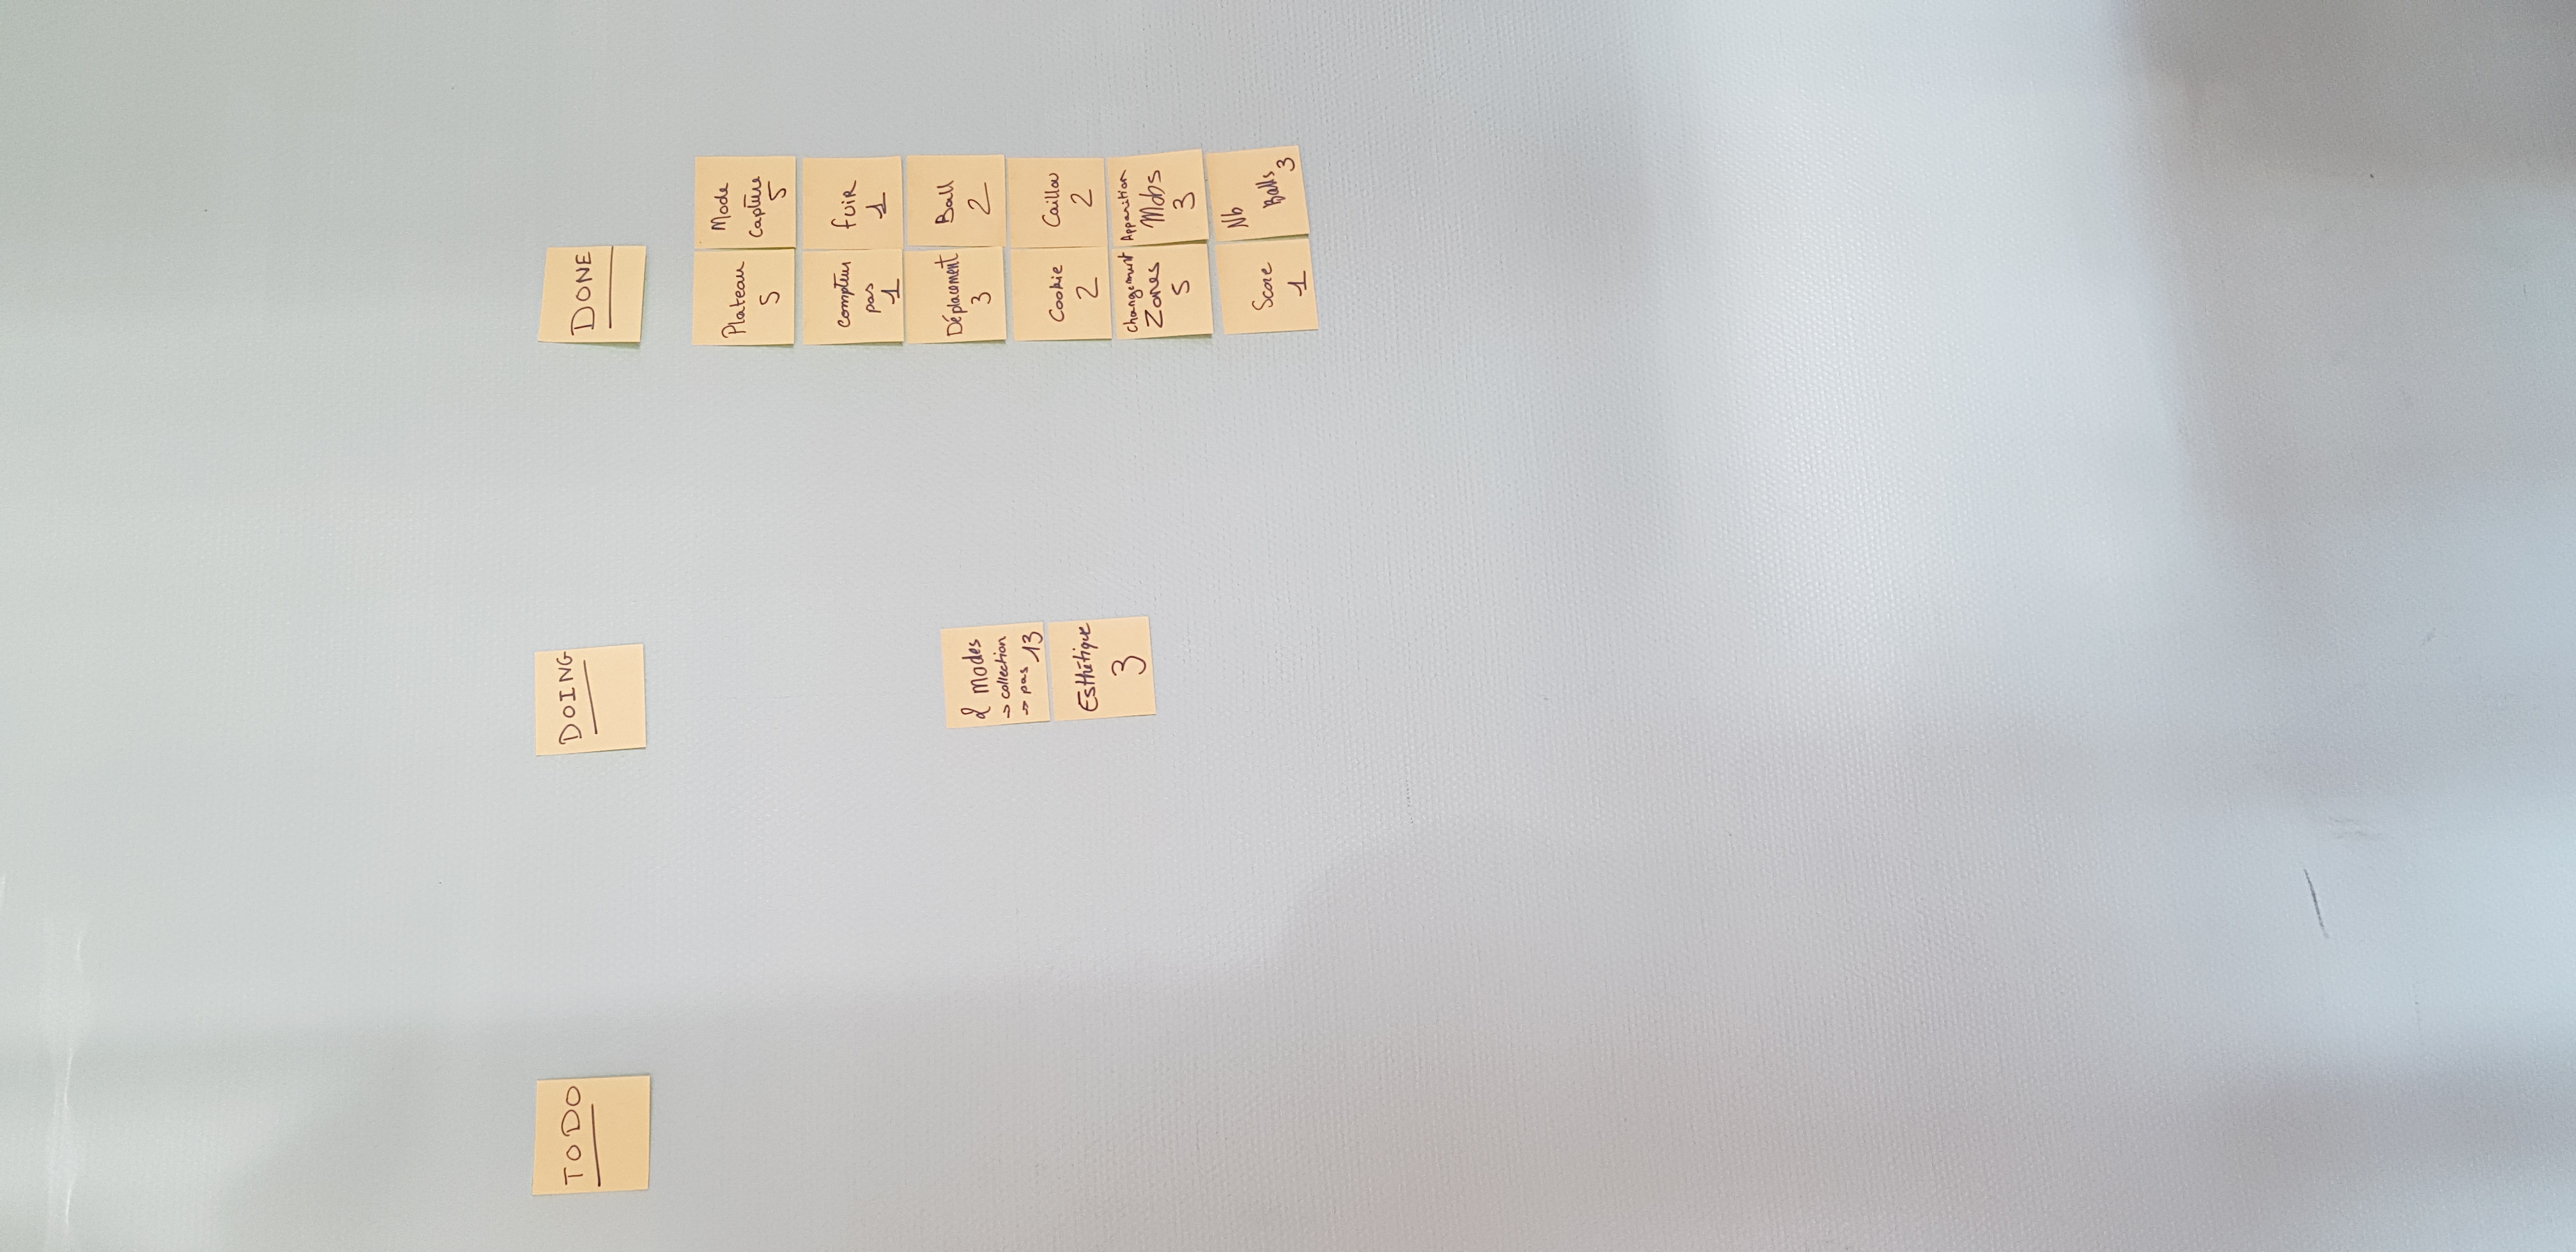 TODO
DOING
DONE
2 modes
→ collection
→ pas 13
Esthétique
3
Plateau
5
Mode
Capture
5
Compteur
pas
1
fuir
1
Déplacement
3
Ball
2
Cookie
2
Caillou
2
Changement
Zones
5
Apparition
Mobs
3
Score
1
Nb
Balls
3